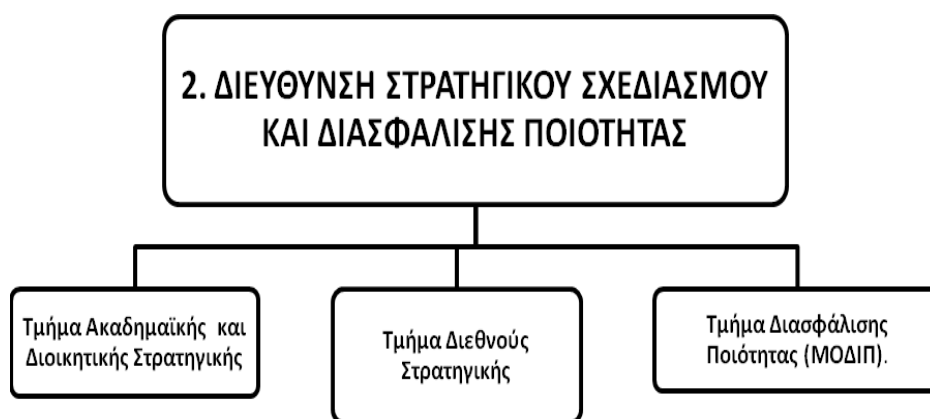 2. ΔΙΕΥΘΥΝΣΗ ΣΤΡΑΤΗΓΙΚΟΥ ΣΧΕΔΙΑΣΜΟΥ
ΚΑΙ ΔΙΑΣΦΑΛΙΣΗΣ ΠΟΙΟΤΗΤΑΣ
Τμήμα Ακαδημαϊκής και
Διοικητικής Στρατηγικής
Τμήμα Διεθνούς
Στρατηγικής
Τμήμα Διασφάλισης
Ποιότητας (ΜΟΔΙΠ).